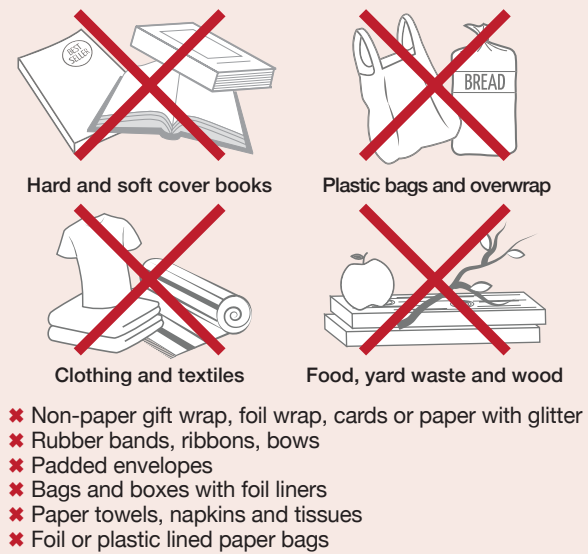 BEST
SELLER
BREAD
Hard and soft cover books
Plastic bags and overwrap
Clothing and textiles
Food, yard waste and wood
✖ Non-paper gift wrap, foil wrap, cards or paper with glitter
✖ Rubber bands, ribbons, bows
✖ Padded envelopes
✖ Bags and boxes with foil liners
✖ Paper towels, napkins and tissues
✖ Foil or plastic lined paper bags